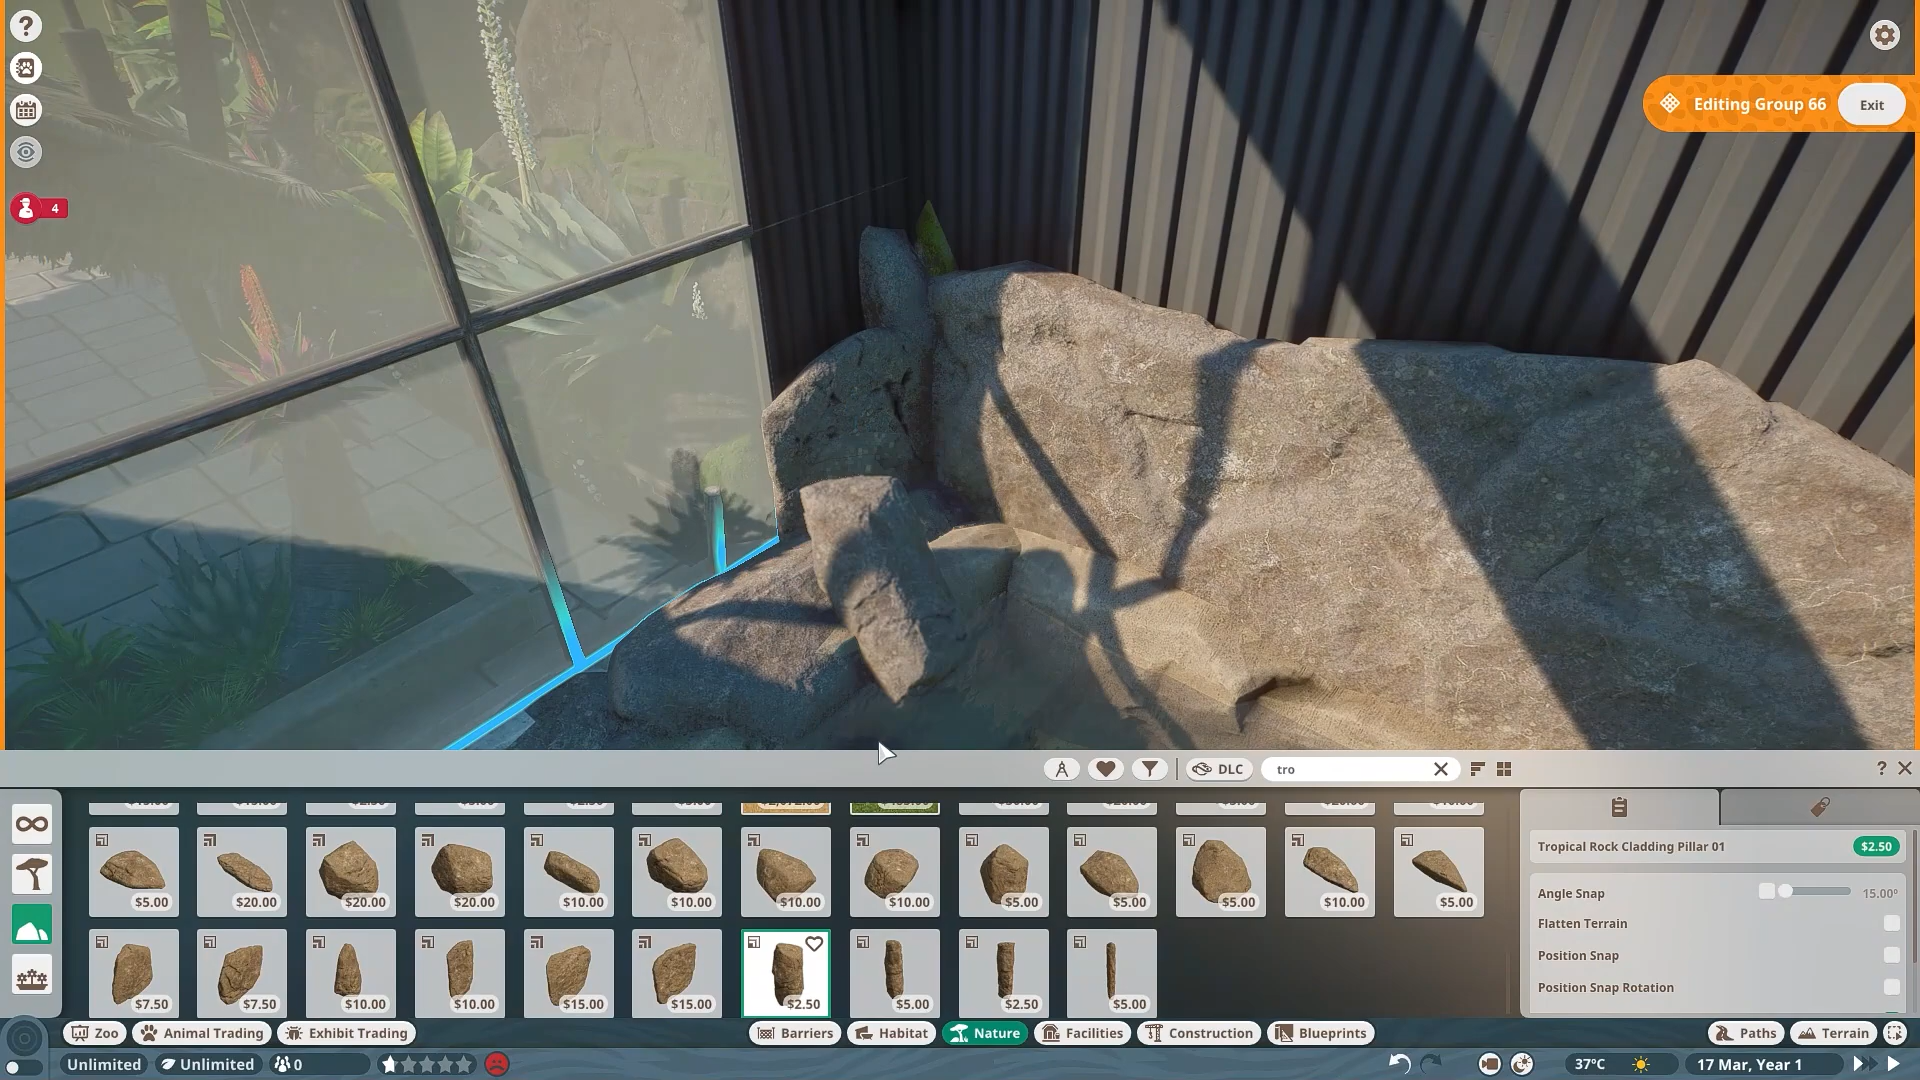 ?
Editing Group 66
Exit
4
DLC
tro
?
$5.00
$20.00
$20.00
$20.00
$10.00
$10.00
$10.00
$10.00
$5.00
$5.00
$5.00
$10.00
$5.00
$7.50
$7.50
$10.00
$10.00
$15.00
$15.00
$2.50
$5.00
$2.50
$5.00
Tropical Rock Cladding Pillar 01
$2.50
Angle Snap
15.00°
Flatten Terrain
Position Snap
Position Snap Rotation
Zoo
Animal Trading
Exhibit Trading
Barriers
Habitat
Nature
Facilities
Construction
Blueprints
Paths
Terrain
Unlimited
Unlimited
0
37°C
17 Mar, Year 1